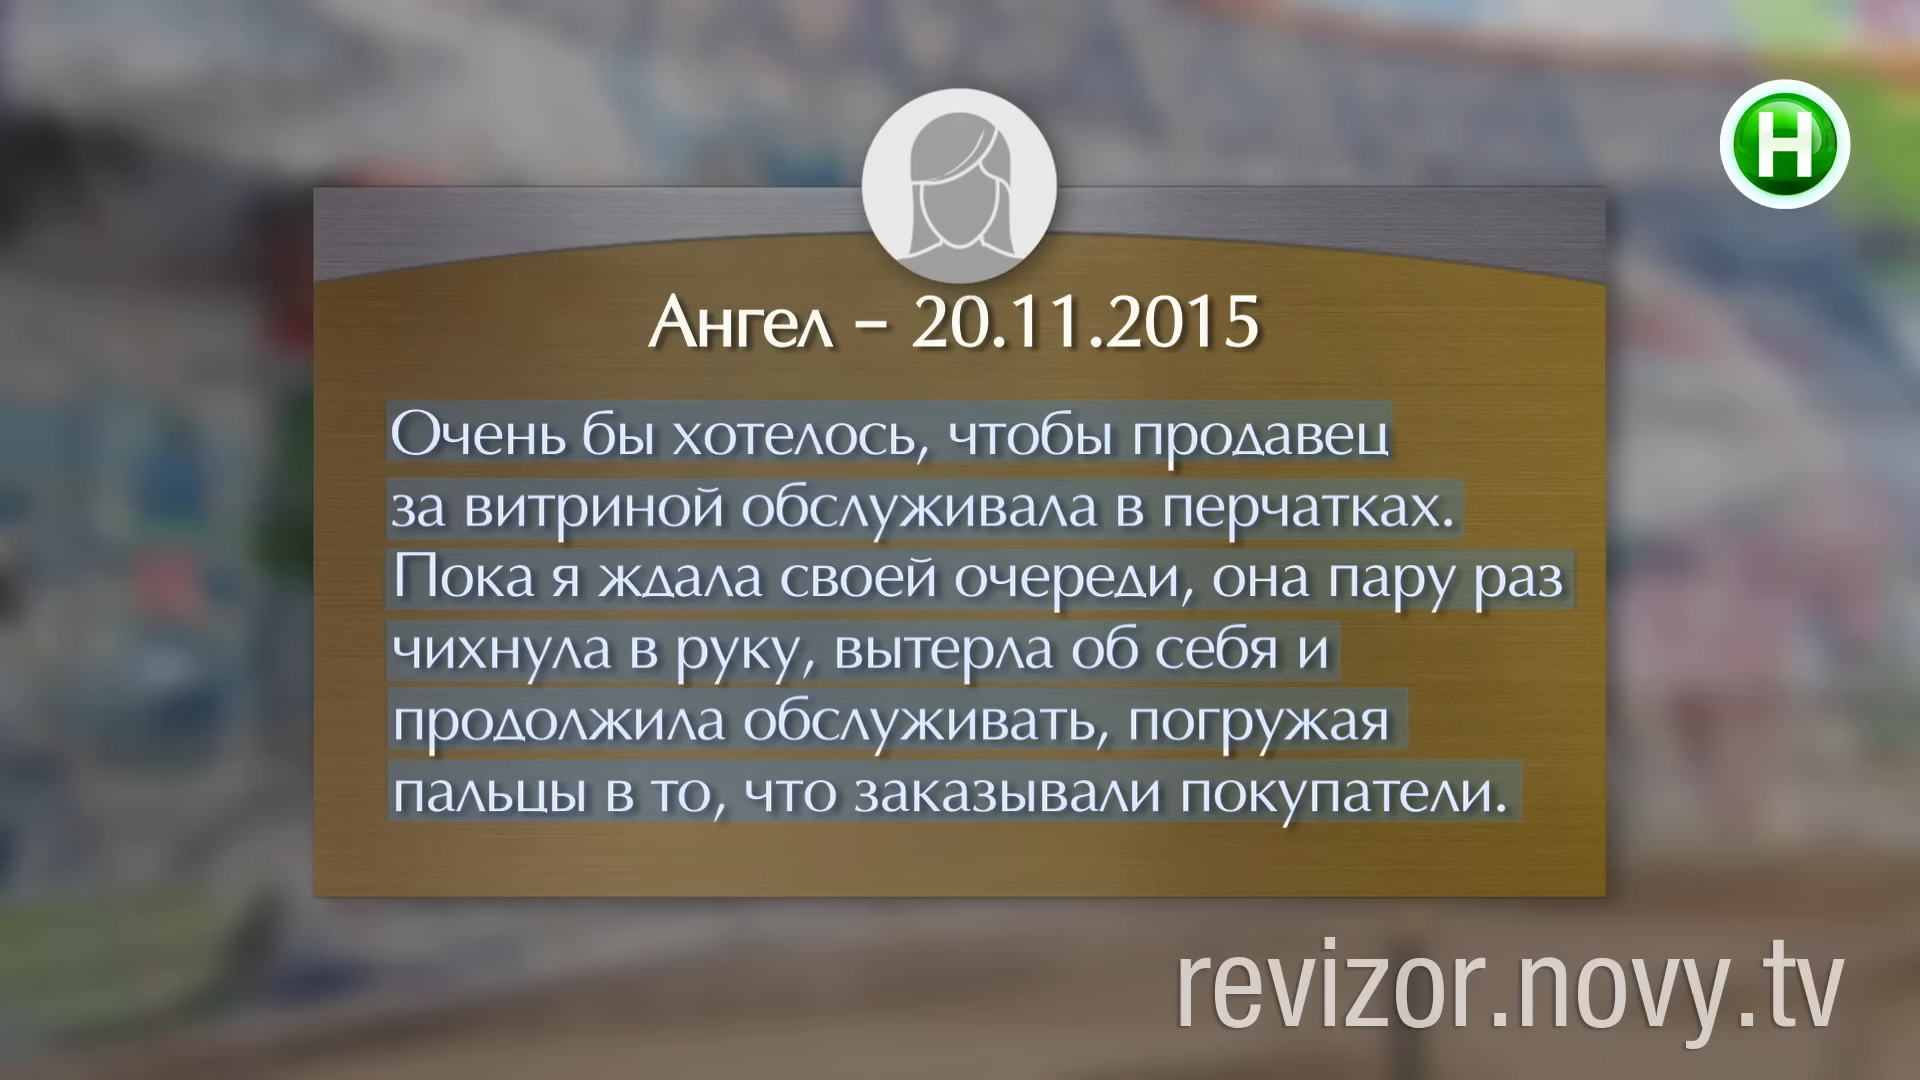 Н
Ангел – 20.11.2015
Очень бы хотелось, чтобы продавец
за витриной обслуживала в перчатках.
Пока я ждала своей очереди, она пару раз
чихнула в руку, вытерла об себя и
продолжила обслуживать, погружая
пальцы в то, что заказывали покупатели.
revizor.novy.tv